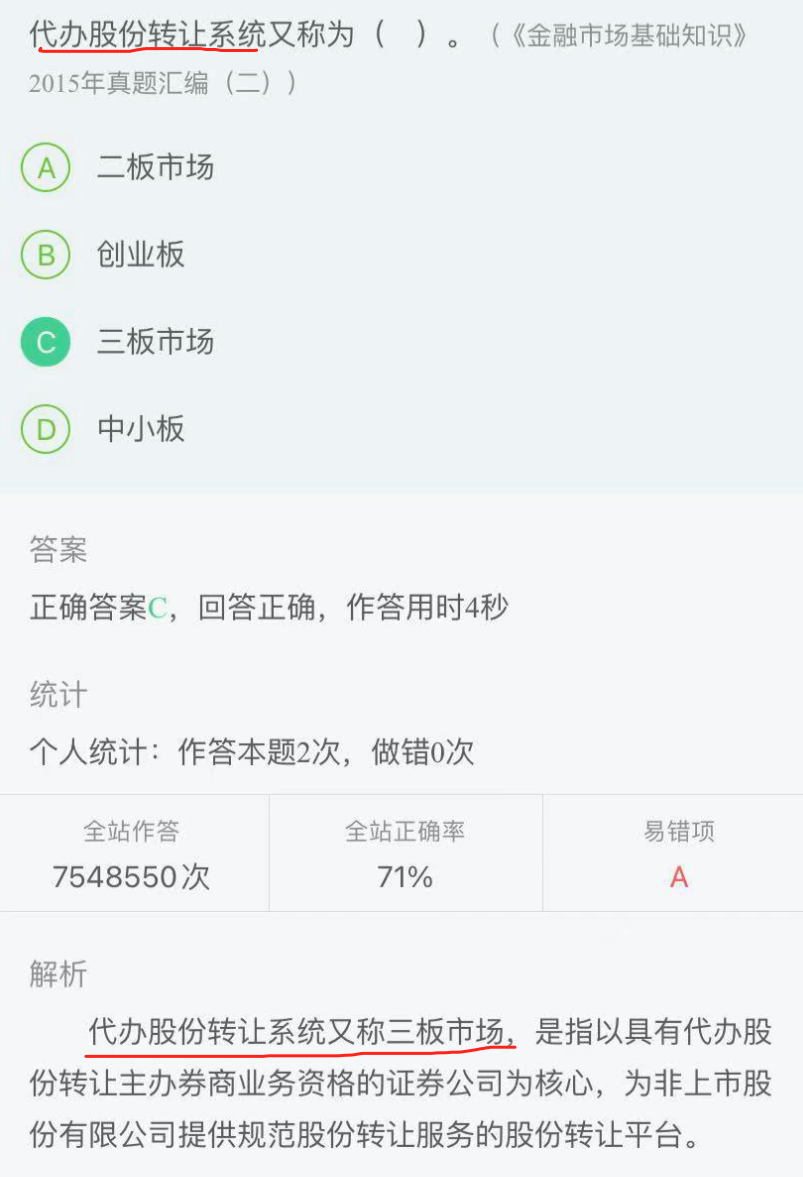 代办股份转让系统又称为（　）。（《金融市场基础知识》
2015年真题汇编（二））
A 二板市场
B 创业板
C 三板市场
D 中小板
答案
正确答案C，回答正确，作答用时4秒
统计
个人统计：作答本题2次，做错0次
全站作答 全站正确率 易错项
7548550次 71% A
解析
代办股份转让系统又称三板市场，是指以具有代办股
份转让主办券商业务资格的证券公司为核心，为非上市股
份有限公司提供规范股份转让服务的股份转让平台。